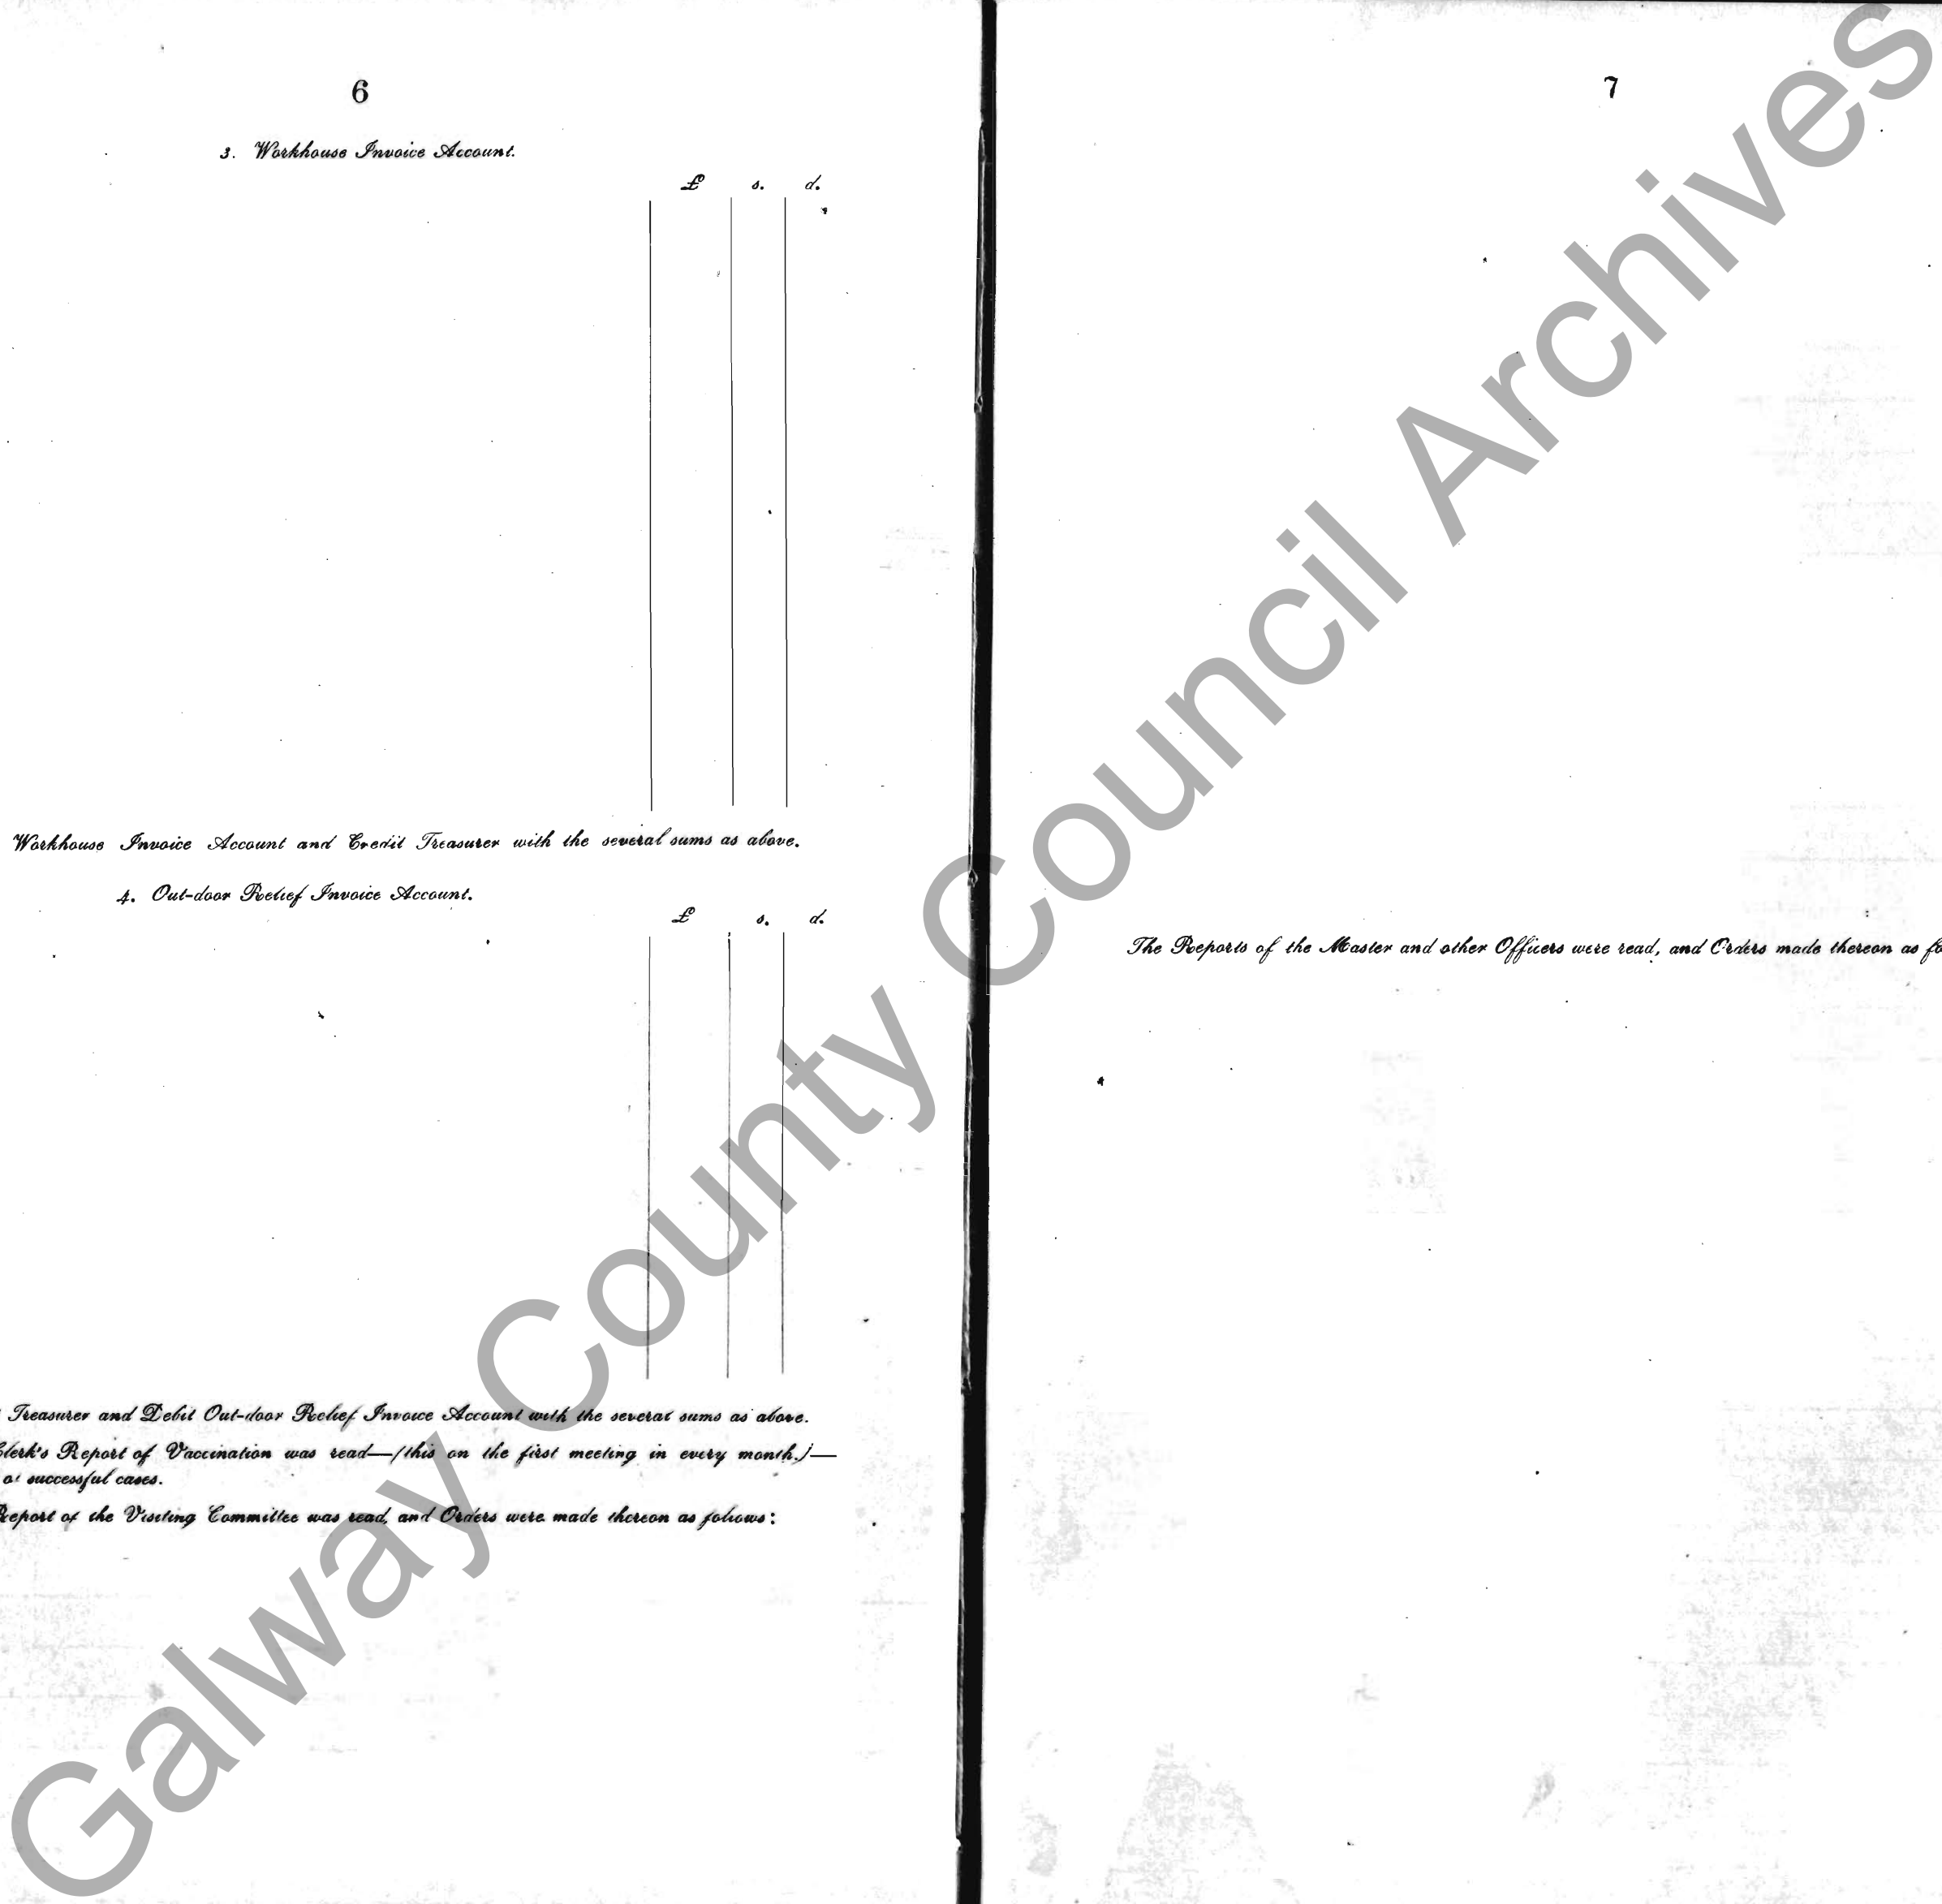 6
3. Workhouse Invoice Account.
£ s. d.
Workhouse Invoice Account and Credit Treasurer with the several sums as above.
4. Out-door Relief Invoice Account.
£ s. d.
Treasurer and Debit Out-door Relief Invoice Account with the several sums as above.
Clerk's Report of Vaccination was read—(this on the first meeting in every month.)—
successful cases.
Report of the Visiting Committee was read, and Orders were made thereon as follows:
7
The Reports of the Master and other Officers were read, and Orders made thereon as fo
Galway County Council Archives